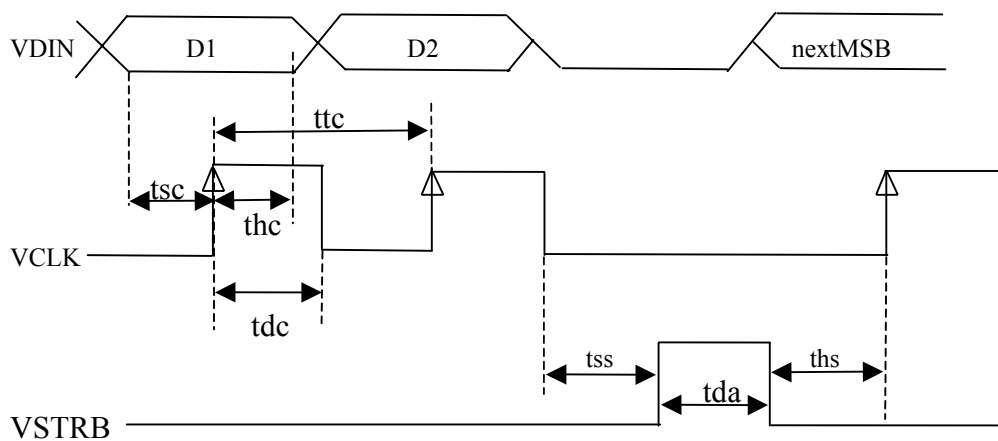 VDIN
D1
D2
nextMSB
ttc
tsc
thc
VCLK
tdc
tss
ths
tda
VSTRB